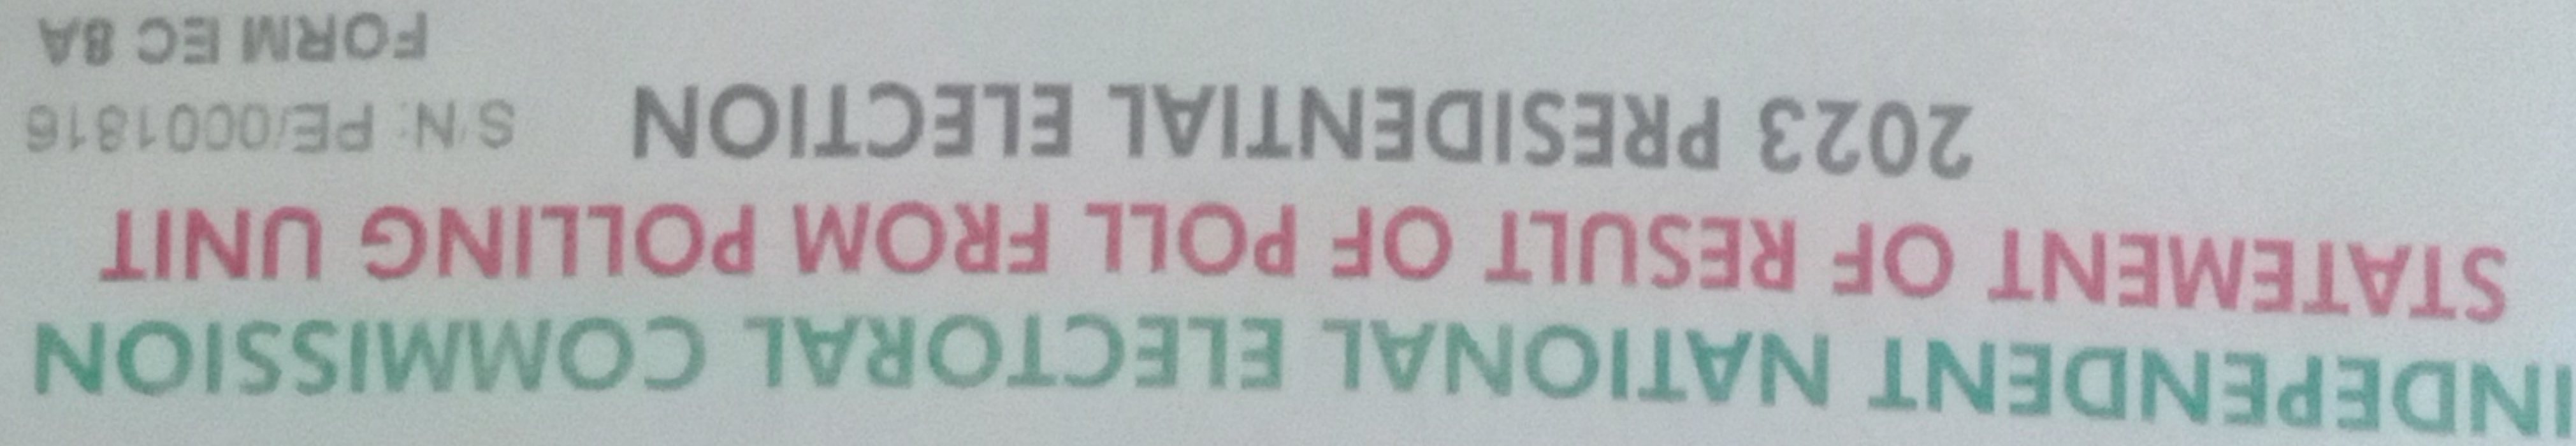 INDEPENDENT NATIONAL ELECTORAL COMMISSION
STATEMENT OF RESULT OF POLL FROM POLLING UNIT
2023 PRESIDENTIAL ELECTION
S/N: PE/0001816
FORM EC 8A